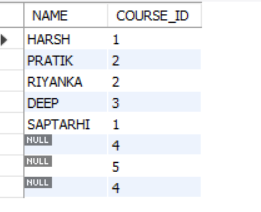 NAME COURSE_ID
HARSH 1
PRATIK 2
RIYANKA 2
DEEP 3
SAPTARHI 1
NULL 4
NULL 5
NULL 4